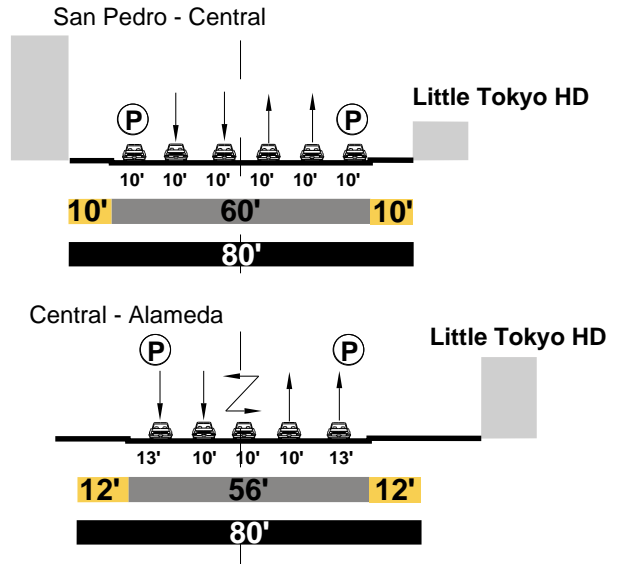 San Pedro - Central
Little Tokyo HD
P P
10' 10' 10' 10' 10' 10'
10' 60' 10'
80'
Central - Alameda
Little Tokyo HD
P P
13' 10' 10' 10' 13'
12' 56' 12'
80'